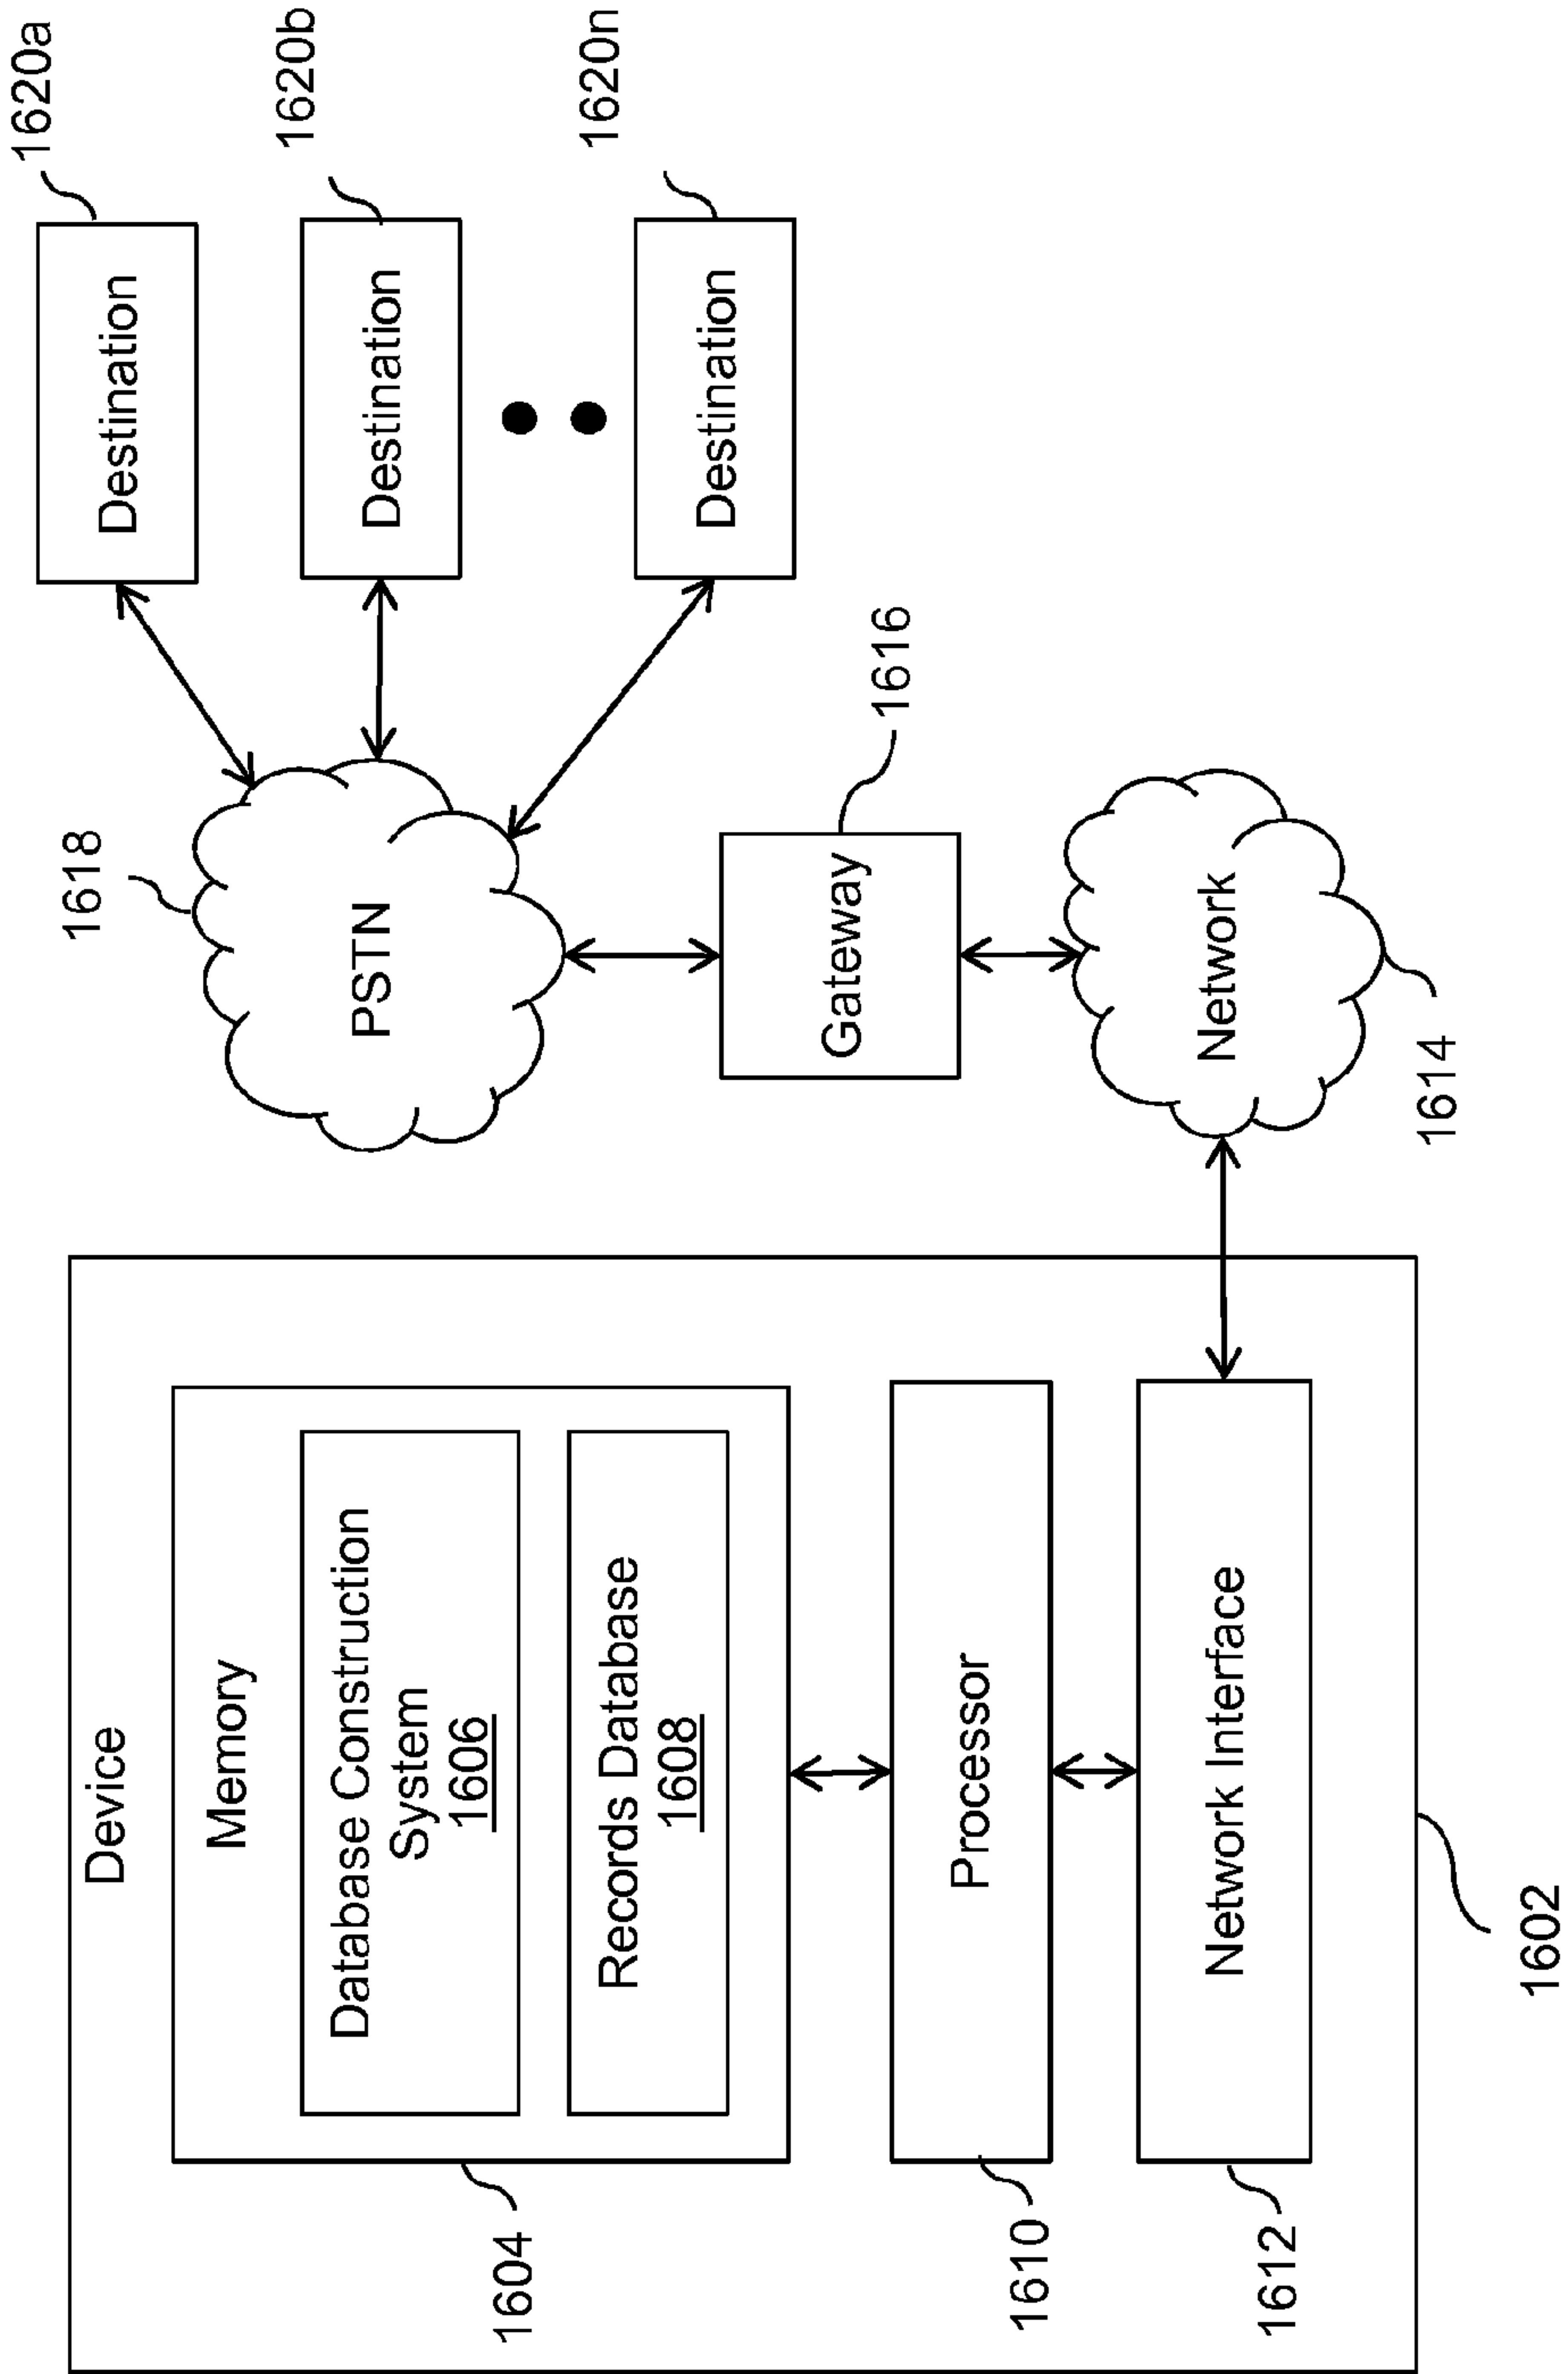 Device
Memory
Database Construction
System
1606
Records Database
1608
1604
Processor
1610
Network Interface
1612
1602
1618
PSTN
Gateway
1616
Network
1614
Destination
1620a
Destination
1620b
Destination
1620n